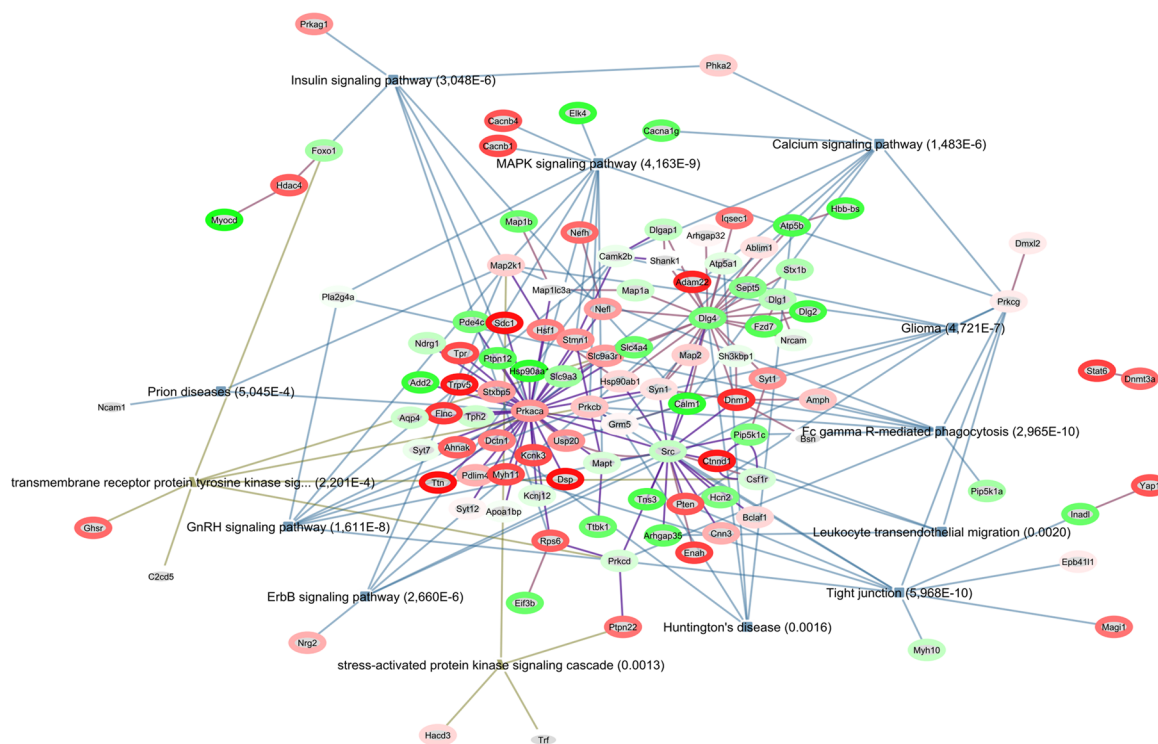 Prkag1
Insulin signaling pathway (3,048E-6)
Phka2
Elk4
Cacnb4
Cacna1g
Cacnb1
Calcium signaling pathway (1,483E-6)
Foxo1
MAPK signaling pathway (4,163E-9)
Hdac4
Myocd
Map1b
Nefh
Dlgap1
Arhgap32
Iqsec1
Atp5b
Hbb-bs
Ablim1
Dmxl2
Map2k1
Camk2b
Shank1
Atp5a1
Stx1b
Pla2g4a
Map1lc3a
Map1a
Adam22
Sept5
Dlg1
Prkcg
Dlg2
Nefl
Dlg4
Fzd7
Glioma (4,721E-7)
Pde4c
Sdc1
Hsf1
Stmn1
Slc4a4
Nrcam
Ndrg1
Tpr
Ptpn12
Hsp90aa1
Slc9a3
Slc9a3r1
Map2
Sh3kbp1
Stat6
Dnmt3a
Add2
Trpv5
Stxbp5
Hsp90ab1
Syn1
Syt1
Prion diseases (5,045E-4)
Ncam1
Aqp4
Flnc
Tph2
Prkaca
Prkcb
Calm1
Dnm1
Amph
Grm5
Bsn
Fc gamma R-mediated phagocytosis (2,965E-10)
Syt7
Ahnak
Dctn1
Usp20
Pip5k1c
Src
Kcnk3
Mapt
Ctnnd1
Csf1r
transmembrane receptor protein tyrosine kinase sig... (2,201E-4)
Ttn
Pdlim4
Myh11
Dsp
Kcnj12
Hcn2
Pip5k1a
Yap1
Syt12
Apoa1bp
Tns3
Pten
Bclaf1
Inadl
Ghsr
GnRH signaling pathway (1,611E-8)
Ttbk1
Arhgap35
Cnn3
Leukocyte transendothelial migration (0.0020)
Rps6
Enah
C2cd5
Prkcd
Epb41l1
ErbB signaling pathway (2,660E-6)
Eif3b
Tight junction (5,968E-10)
Huntington's disease (0.0016)
Ptpn22
Magi1
Nrg2
Myh10
stress-activated protein kinase signaling cascade (0.0013)
Hacd3
Trf